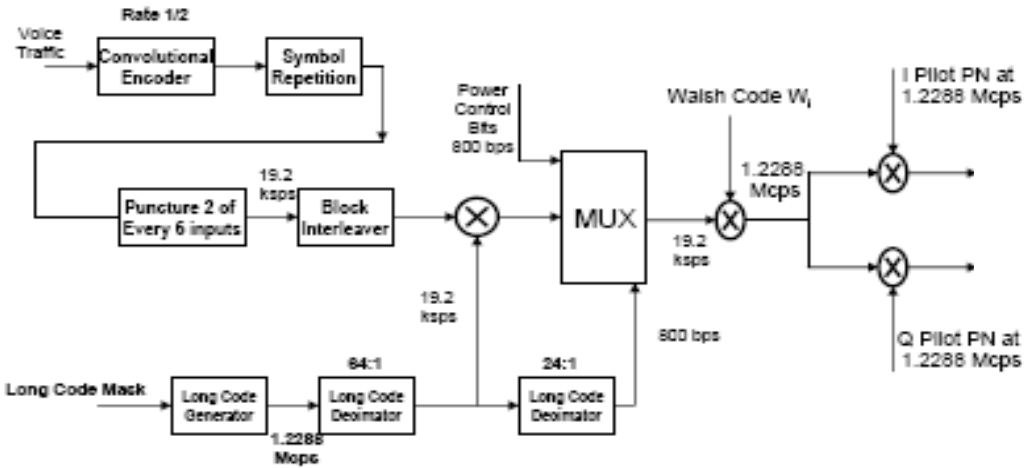 Rate 1/2
Voice
Traffic
Convolutional
Encoder
Symbol
Repetition
Power
Control
Bits
800 bps
Walsh Code Wi
I Pilot PN at
1.2288 Mcps
19.2
ksps
Puncture 2 of
Every 6 inputs
Block
Interleaver
X
MUX
19.2
ksps
X
1.2288
Mcps
X
X
19.2
ksps
800 bps
Q Pilot PN at
1.2288 Mcps
64:1
24:1
Long Code Mask
Long Code
Generator
Long Code
Decimator
Long Code
Decimator
1.2288
Mcps